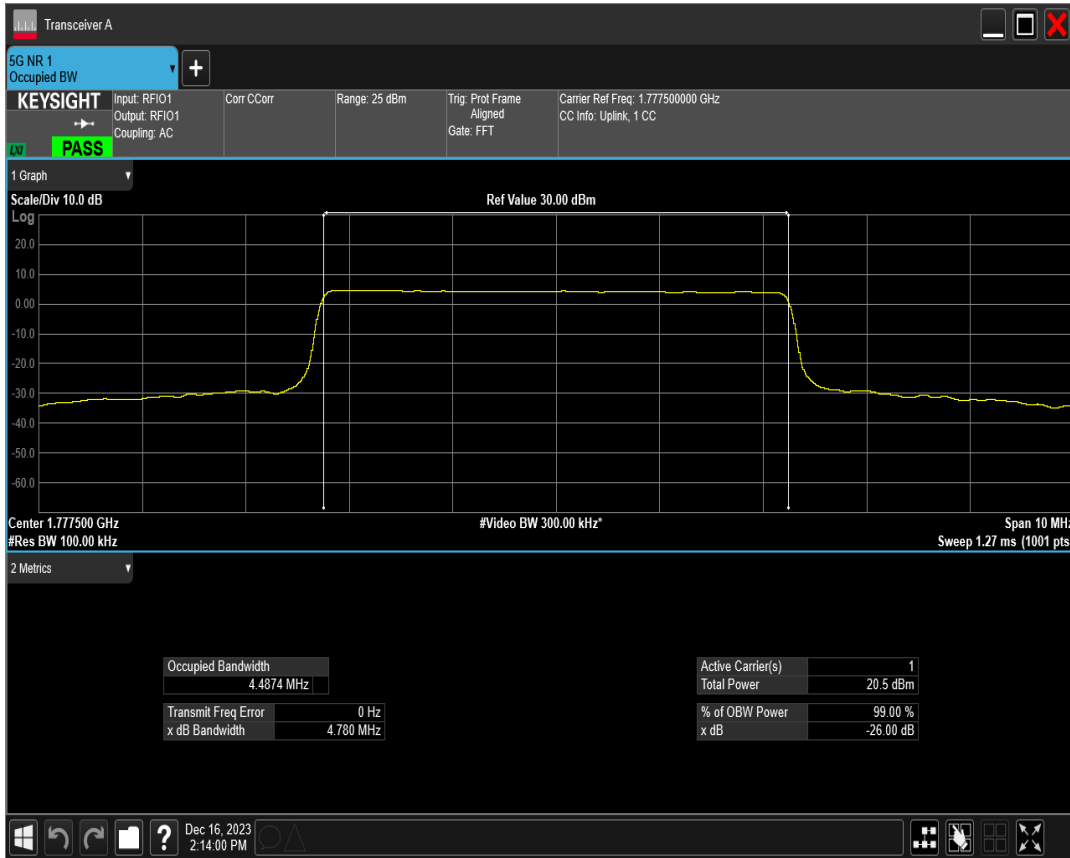 Transceiver A
5G NR 1
Occupied BW
KEYSIGHT
LXI
PASS
Input: RFIO1
Output: RFIO1
Coupling: AC
Corr CCorr
Range: 25 dBm
Trig: Prot Frame
Aligned
Gate: FFT
Carrier Ref Freq: 1.777500000 GHz
CC Info: Uplink, 1 CC
1 Graph
Scale/Div 10.0 dB
Ref Value 30.00 dBm
Log
20.0
10.0
0.00
-10.0
-20.0
-30.0
-40.0
-50.0
-60.0
Center 1.777500 GHz
#Video BW 300.00 kHz*
Span 10 MHz
#Res BW 100.00 kHz
Sweep 1.27 ms (1001 pts
2 Metrics
Occupied Bandwidth
4.4874 MHz
Transmit Freq Error 0 Hz
x dB Bandwidth 4.780 MHz
Active Carrier(s) 1
Total Power 20.5 dBm
% of OBW Power 99.00 %
x dB -26.00 dB
?
Dec 16, 2023
2:14:00 PM